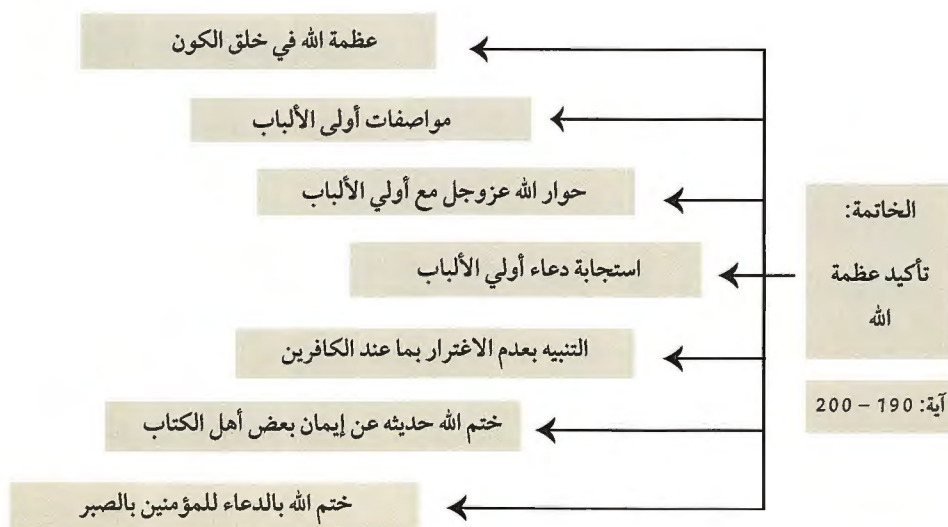 الخاتمة:
تأكيد عظمة
الله
آية: 190 – 200
عظمة الله في خلق الكون
مواصفات أولى الألباب
حوار الله عزوجل مع أولي الألباب
استجابة دعاء أولي الألباب
التنبيه بعدم الاغترار بما عند الكافرين
ختم الله حديثه عن إيمان بعض أهل الكتاب
ختم الله بالدعاء للمؤمنين بالصبر